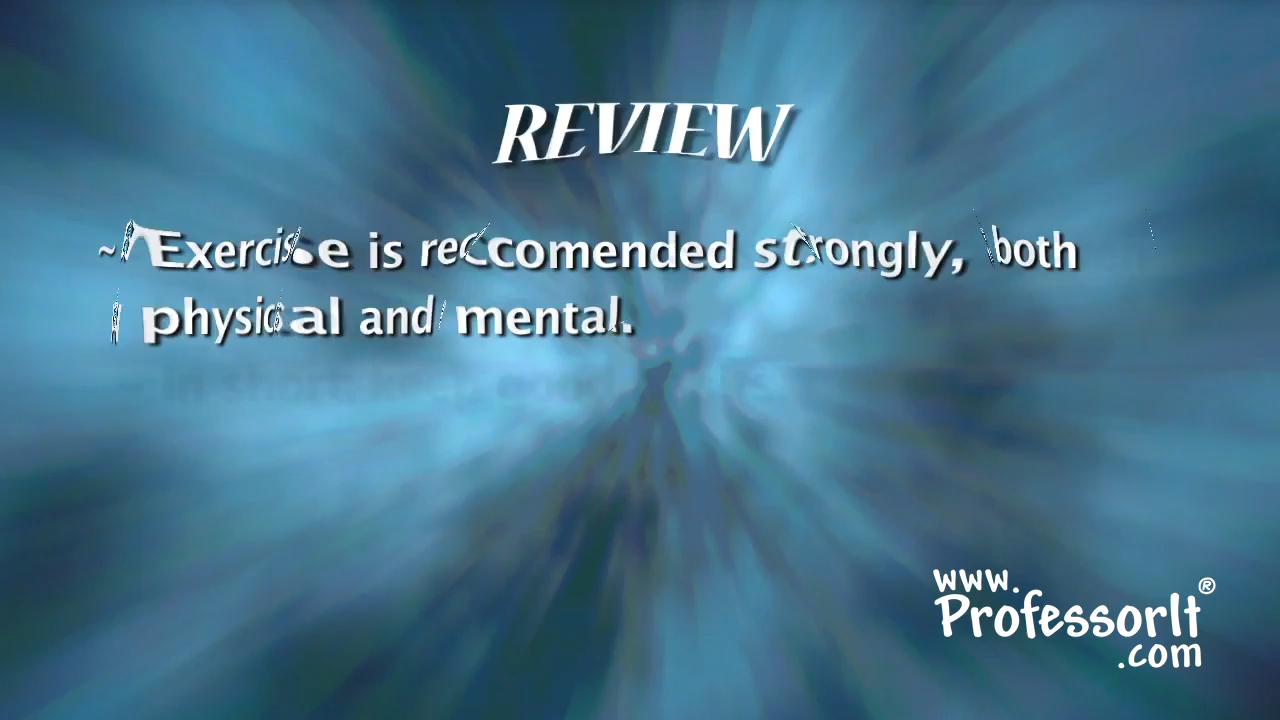 REVIEW
~ Exercise is reccomended strongly, both
physical and mental.
www.
ProfessorIt®
.com